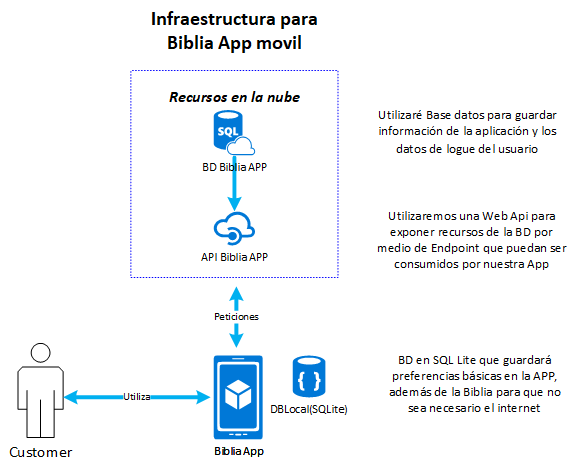 Infraestructura para
Biblia App movil
Recursos en la nube
SQL
BD Biblia APP
Utilizaré Base datos para guardar
información de la aplicación y los
datos de logue del usuario
API Biblia APP
Utilizaremos una Web Api para
exponer recursos de la BD por
medio de Endpoint que puedan ser
consumidos por nuestra App
Peticiones
Customer
Utiliza
Biblia App
{ }
DBLocal(SQLite)
BD en SQL Lite que guardará
preferencias básicas en la APP,
además de la Biblia para que no
sea necesario el internet